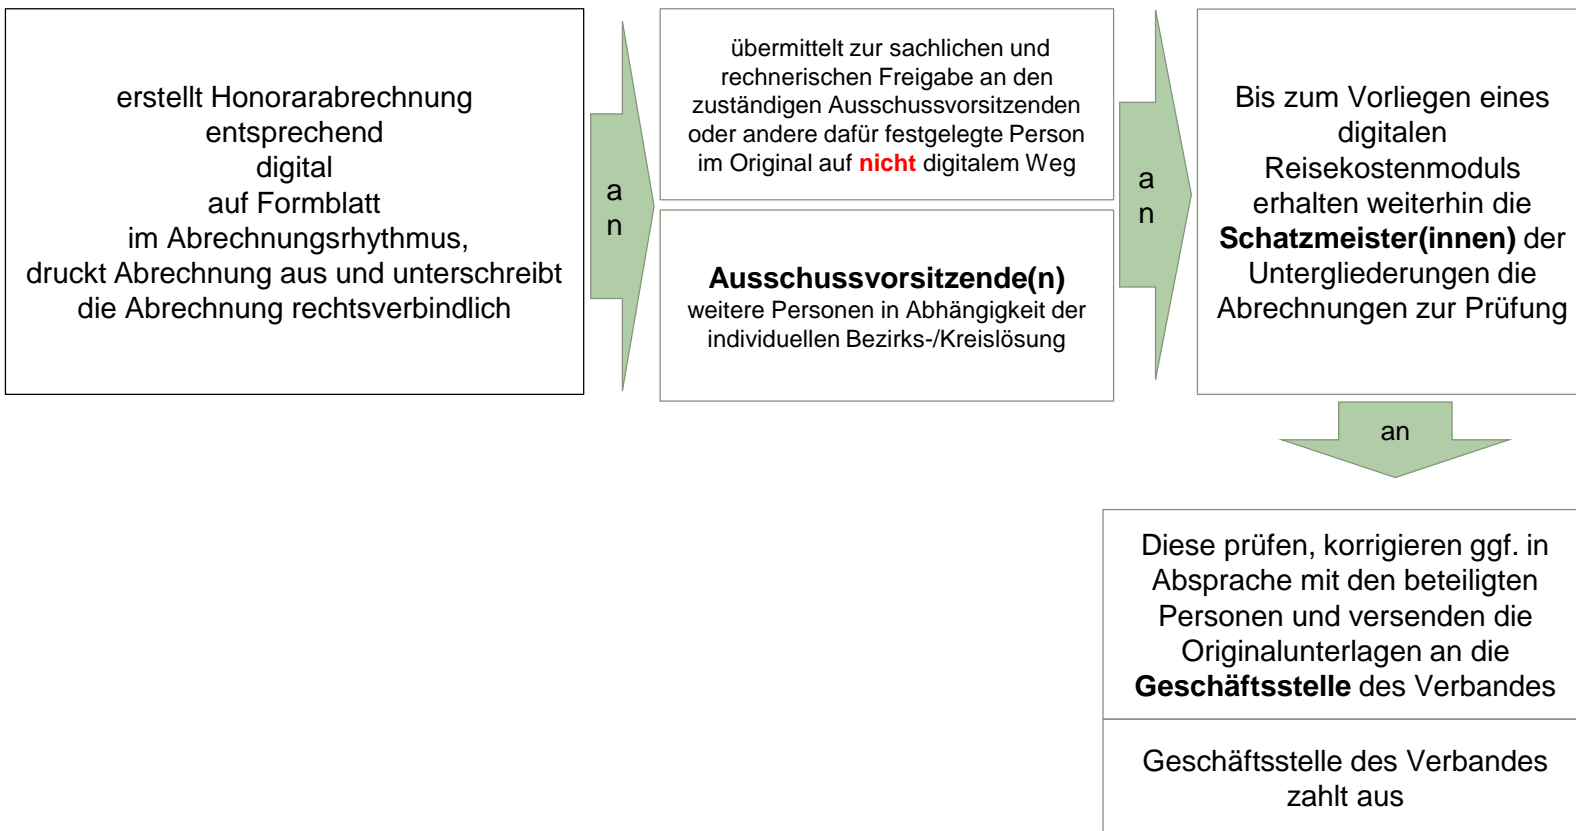 erstellt Honorarabrechnung
entsprechend
digital
auf Formblatt
im Abrechnungsrhythmus,
druckt Abrechnung aus und unterschreibt
die Abrechnung rechtsverbindlich
a
n
übermittelt zur sachlichen und
rechnerischen Freigabe an den
zuständigen Ausschussvorsitzenden
oder andere dafür festgelegte Person
im Original auf nicht digitalem Weg
Ausschussvorsitzende(n)
weitere Personen in Abhängigkeit der
individuellen Bezirks-/Kreislösung
a
n
Bis zum Vorliegen eines
digitalen
Reisekostenmoduls
erhalten weiterhin die
Schatzmeister(innen) der
Untergliederungen die
Abrechnungen zur Prüfung
an
Diese prüfen, korrigieren ggf. in
Absprache mit den beteiligten
Personen und versenden die
Originalunterlagen an die
Geschäftsstelle des Verbandes
Geschäftsstelle des Verbandes
zahlt aus